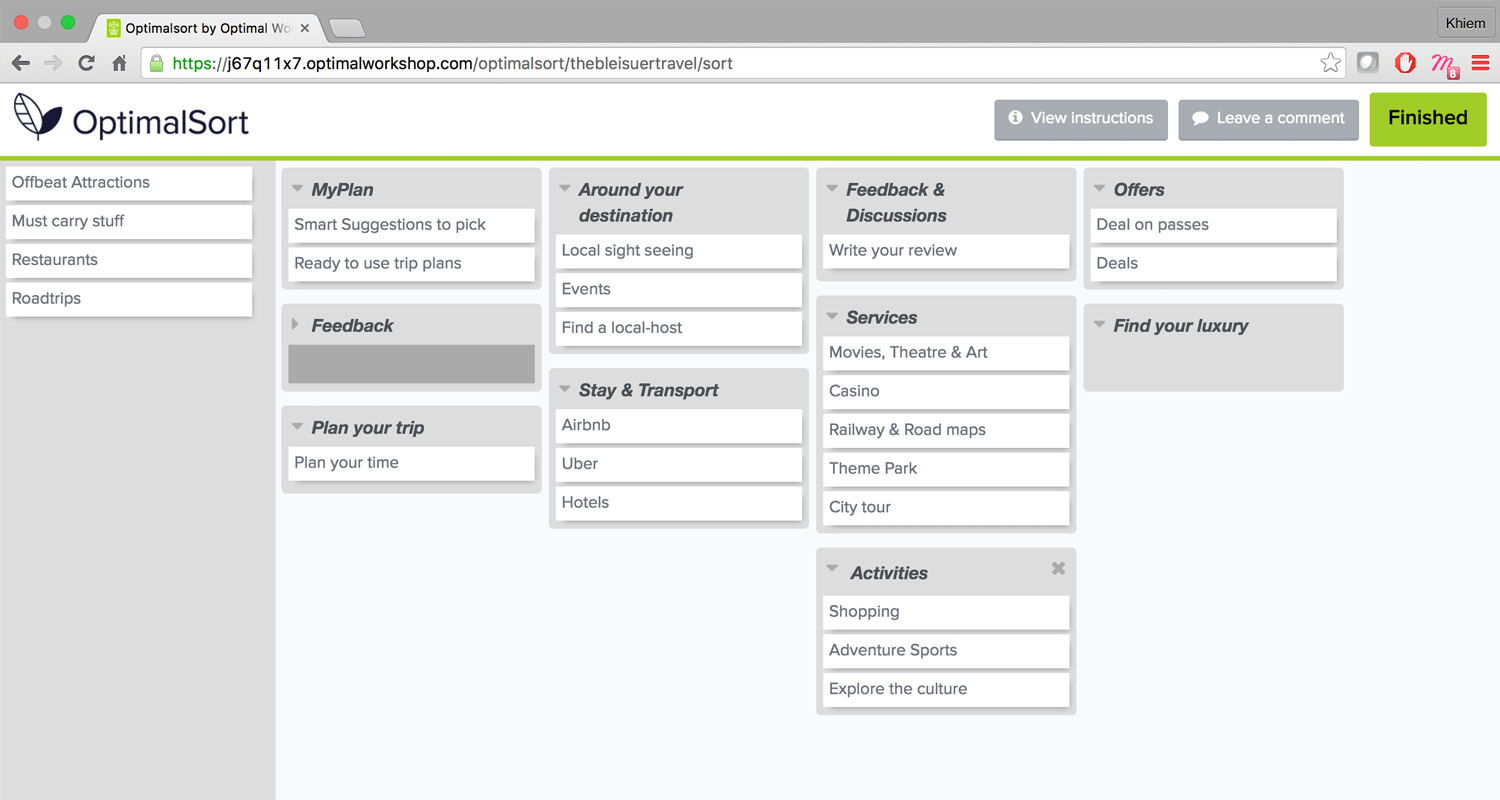 Optimalsort by Optimal Wo
Khiem
https://j67q11x7.optimalworkshop.com/optimalsort/thebleisuertravel/sort
8
OptimalSort
View instructions
Leave a comment
Finished
Offbeat Attractions
Must carry stuff
Restaurants
Roadtrips
MyPlan
Smart Suggestions to pick
Ready to use trip plans
Feedback
Plan your trip
Plan your time
Around your
destination
Local sight seeing
Events
Find a local-host
Stay & Transport
Airbnb
Uber
Hotels
Feedback &
Discussions
Write your review
Services
Movies, Theatre & Art
Casino
Railway & Road maps
Theme Park
City tour
Activities
Shopping
Adventure Sports
Explore the culture
Offers
Deal on passes
Deals
Find your luxury